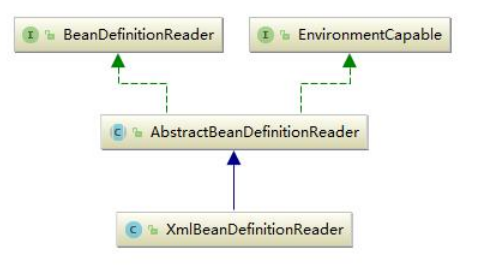 I BeanDefinitionReader
I EnvironmentCapable
C AbstractBeanDefinitionReader
C XmlBeanDefinitionReader